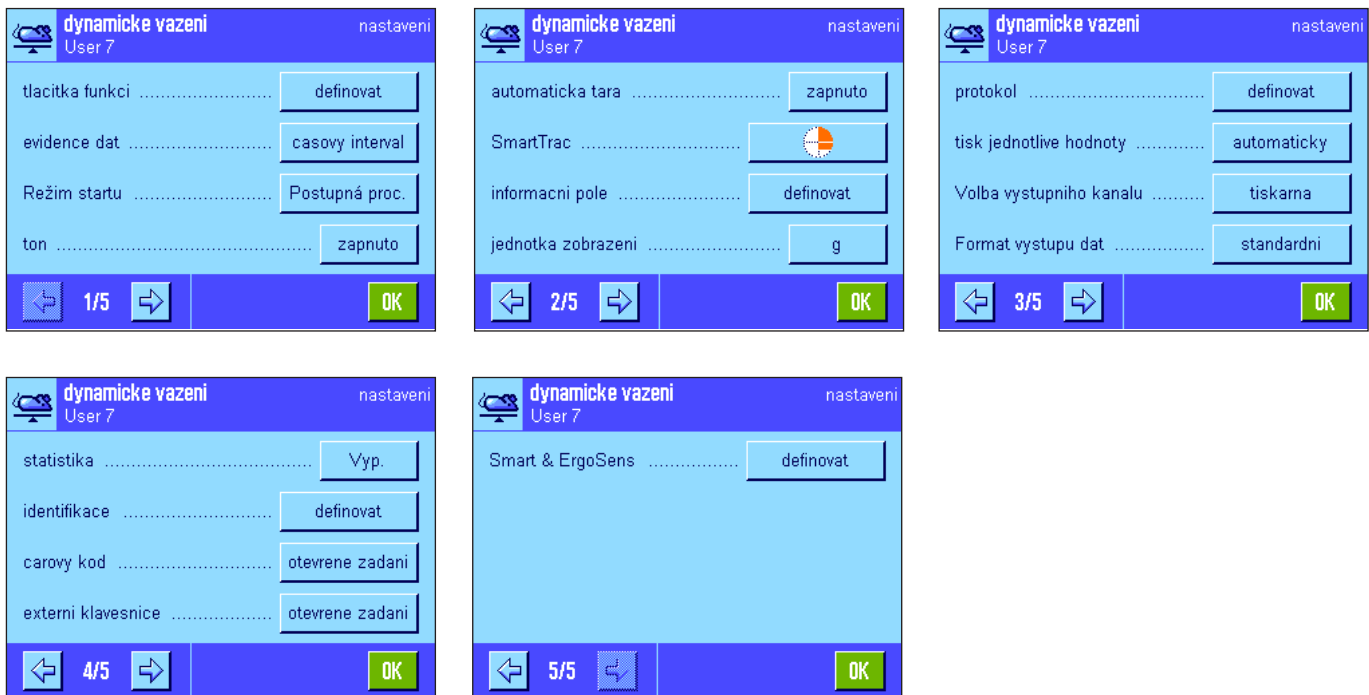 dynamicke vazeni nastaveni
User 7
tlacitka funkci ........................ definovat
evidence dat .......................... casovy interval
Režim startu ......................... Postupná proc.
ton ............................................... zapnuto
1/5 OK
dynamicke vazeni nastaveni
User 7
automaticka tara ........................... zapnuto
SmartTrac .............................
informacni pole ...................... definovat
jednotka zobrazeni ........................ g
2/5 OK
dynamicke vazeni nastaveni
User 7
protokol ........................... definovat
tisk jednotlive hodnoty ............. automaticky
Volba vystupniho kanalu .......... tiskarna
Format vystupu dat ................. standardni
3/5 OK
dynamicke vazeni nastaveni
User 7
statistika ...................................... Vyp.
identifikace ........................... definovat
carovy kod ............................ otevrene zadani
externi klavesnice ................... otevrene zadani
4/5 OK
dynamicke vazeni nastaveni
User 7
Smart & ErgoSens ................. definovat
5/5 OK